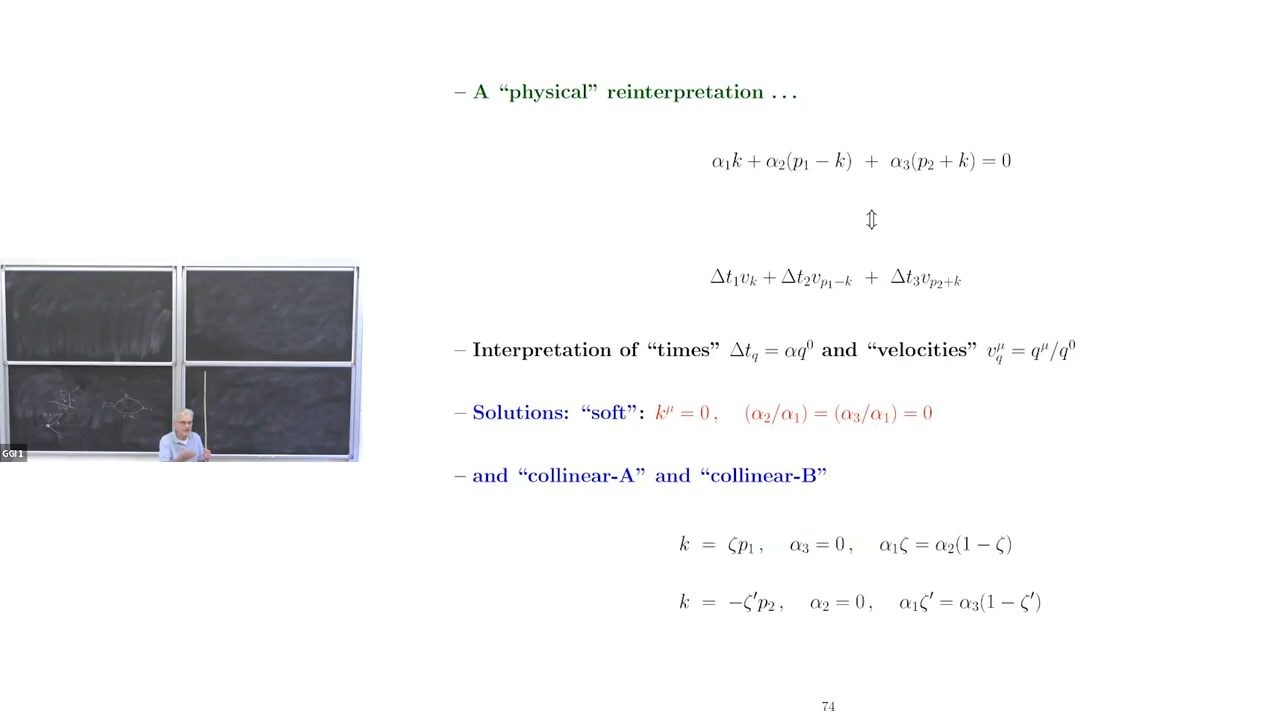 – A “physical” reinterpretation . . .
α₁k + α₂(p₁ − k) + α₃(p₂ + k) = 0
⇕
Δt₁vₖ + Δt₂v_{p₁−k} + Δt₃v_{p₂+k}
– Interpretation of “times” Δt_q = αq⁰ and “velocities” v_q^μ = q^μ/q⁰
– Solutions: “soft”: k^μ = 0 , (α₂/α₁) = (α₃/α₁) = 0
– and “collinear-A” and “collinear-B”
k = ζp₁ , α₃ = 0 , α₁ζ = α₂(1 − ζ)
k = −ζ′p₂ , α₂ = 0 , α₁ζ′ = α₃(1 − ζ′)
GGI 1
74